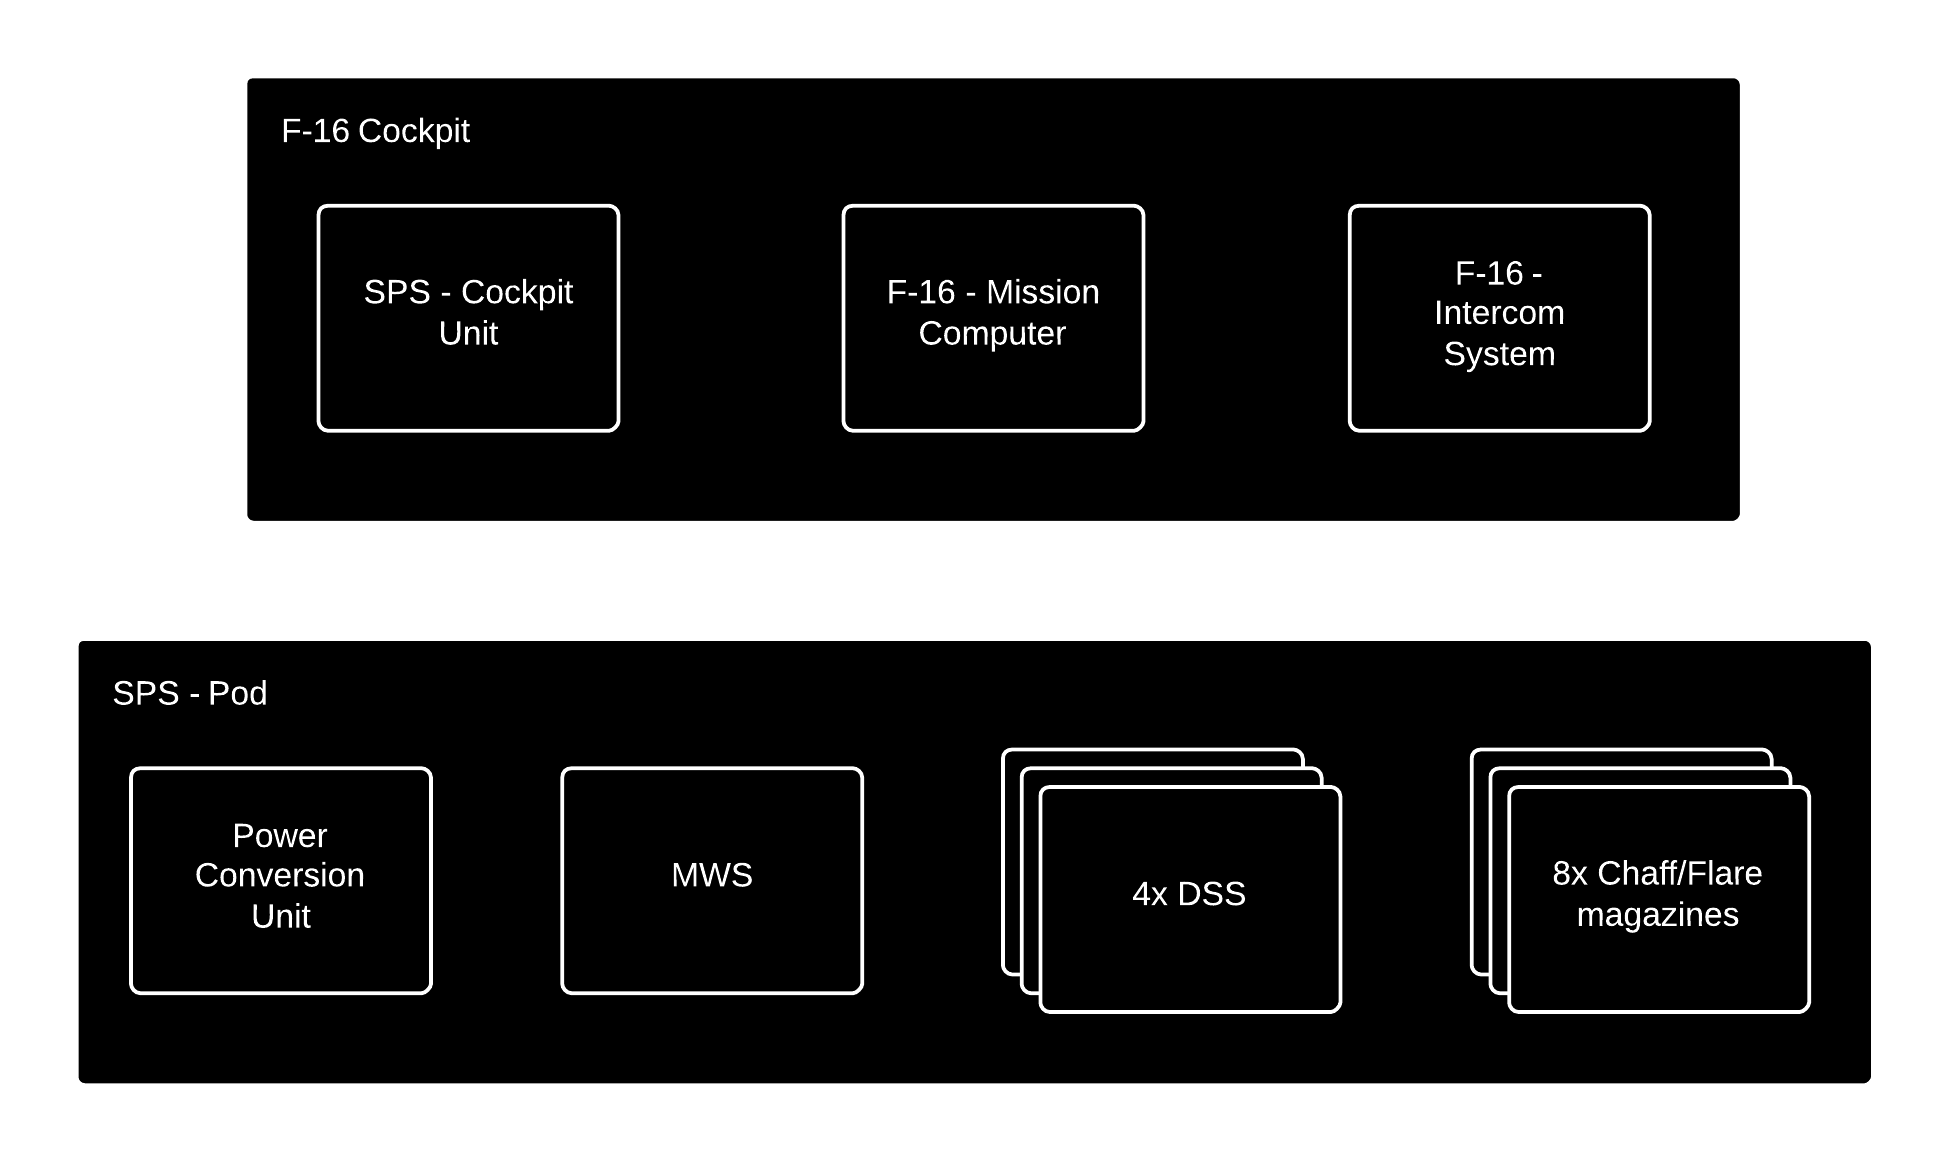 F-16 Cockpit
SPS - Cockpit
Unit
F-16 - Mission
Computer
F-16 -
Intercom
System
SPS - Pod
Power
Conversion
Unit
MWS
4x DSS
8x Chaff/Flare
magazines